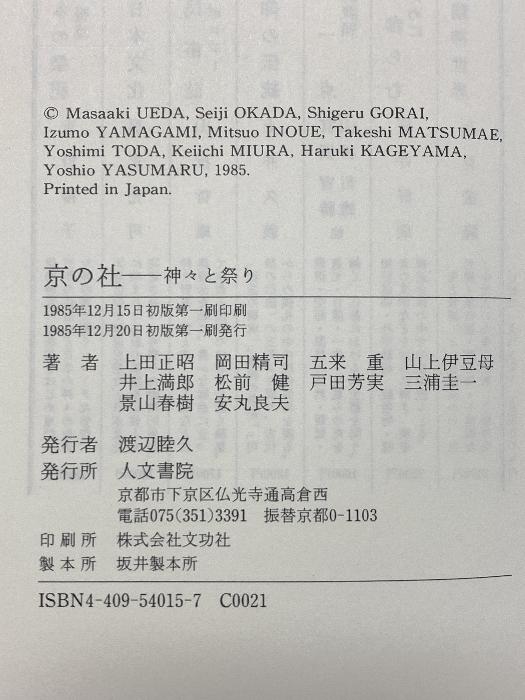 © Masaaki UEDA, Seiji OKADA, Shigeru GORAI,
Izumo YAMAGAMI, Mitsuo INOUE, Takeshi MATSUMAE,
Yoshimi TODA, Keiichi MIURA, Haruki KAGEYAMA,
Yoshio YASUMARU, 1985.
Printed in Japan.
京の社――神々と祭り
1985年12月15日初版第一刷印刷
1985年12月20日初版第一刷発行
著者 上田正昭 岡田精司 五来 重 山上伊豆母
井上満郎 松前 健 戸田芳実 三浦圭一
景山春樹 安丸良夫
発行者 渡辺睦久
発行所 人文書院
京都市下京区仏光寺通高倉西
電話075(351)3391 振替京都0-1103
印刷所 株式会社文功社
製本所 坂井製本所
ISBN4-409-54015-7 C0021